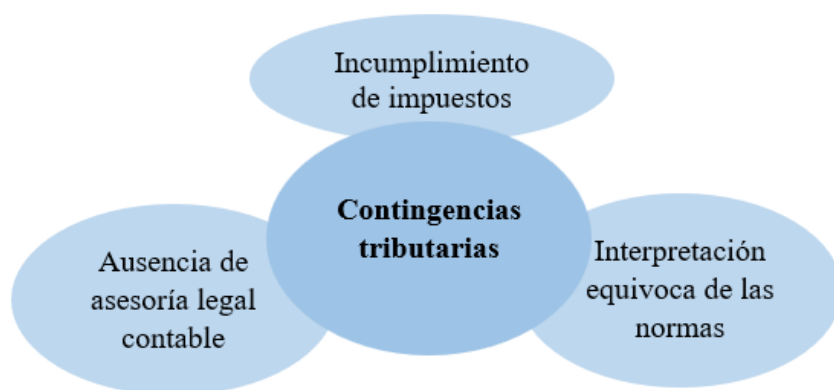 Incumplimiento
de impuestos
Contingencias
tributarias
Ausencia de
asesoría legal
contable
Interpretación
equivoca de las
normas